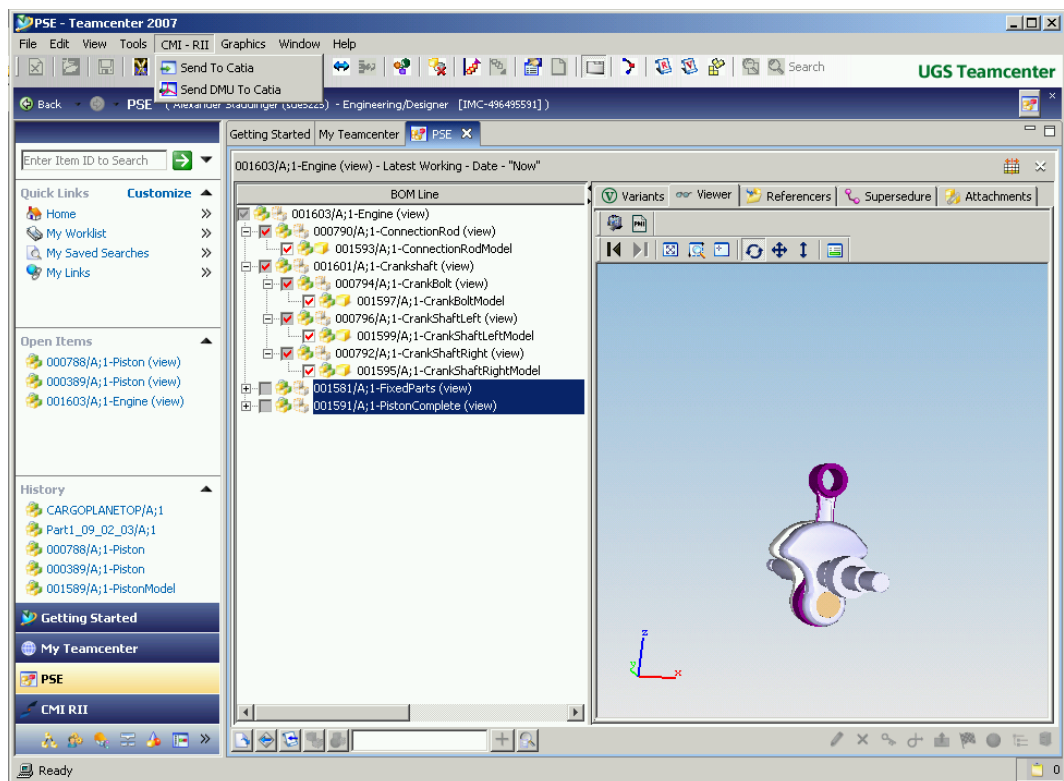 PSE - Teamcenter 2007
File Edit View Tools CMI - RII Graphics Window Help
Send To Catia
Send DMU To Catia
Search
UGS Teamcenter
Back
PSE ( Alexander Staudinger (sde5225) - Engineering/Designer [IMC-496495591] )
Getting Started My Teamcenter PSE
Enter Item ID to Search
001603/A;1-Engine (view) - Latest Working - Date - "Now"
Quick Links Customize
Home
My Worklist
My Saved Searches
My Links
Open Items
000788/A;1-Piston (view)
000389/A;1-Piston (view)
001603/A;1-Engine (view)
History
CARGOPLANETOP/A;1
Part1_09_02_03/A;1
000788/A;1-Piston
000389/A;1-Piston
001589/A;1-PistonModel
Getting Started
My Teamcenter
PSE
CMI RII
BOM Line
001603/A;1-Engine (view)
000790/A;1-ConnectionRod (view)
001593/A;1-ConnectionRodModel
001601/A;1-Crankshaft (view)
000794/A;1-CrankBolt (view)
001597/A;1-CrankBoltModel
000796/A;1-CrankShaftLeft (view)
001599/A;1-CrankShaftLeftModel
000792/A;1-CrankShaftRight (view)
001595/A;1-CrankShaftRightModel
001581/A;1-FixedParts (view)
001591/A;1-PistonComplete (view)
Variants Viewer Referencers Supersedure Attachments
PMI
z
y
x
Ready
0